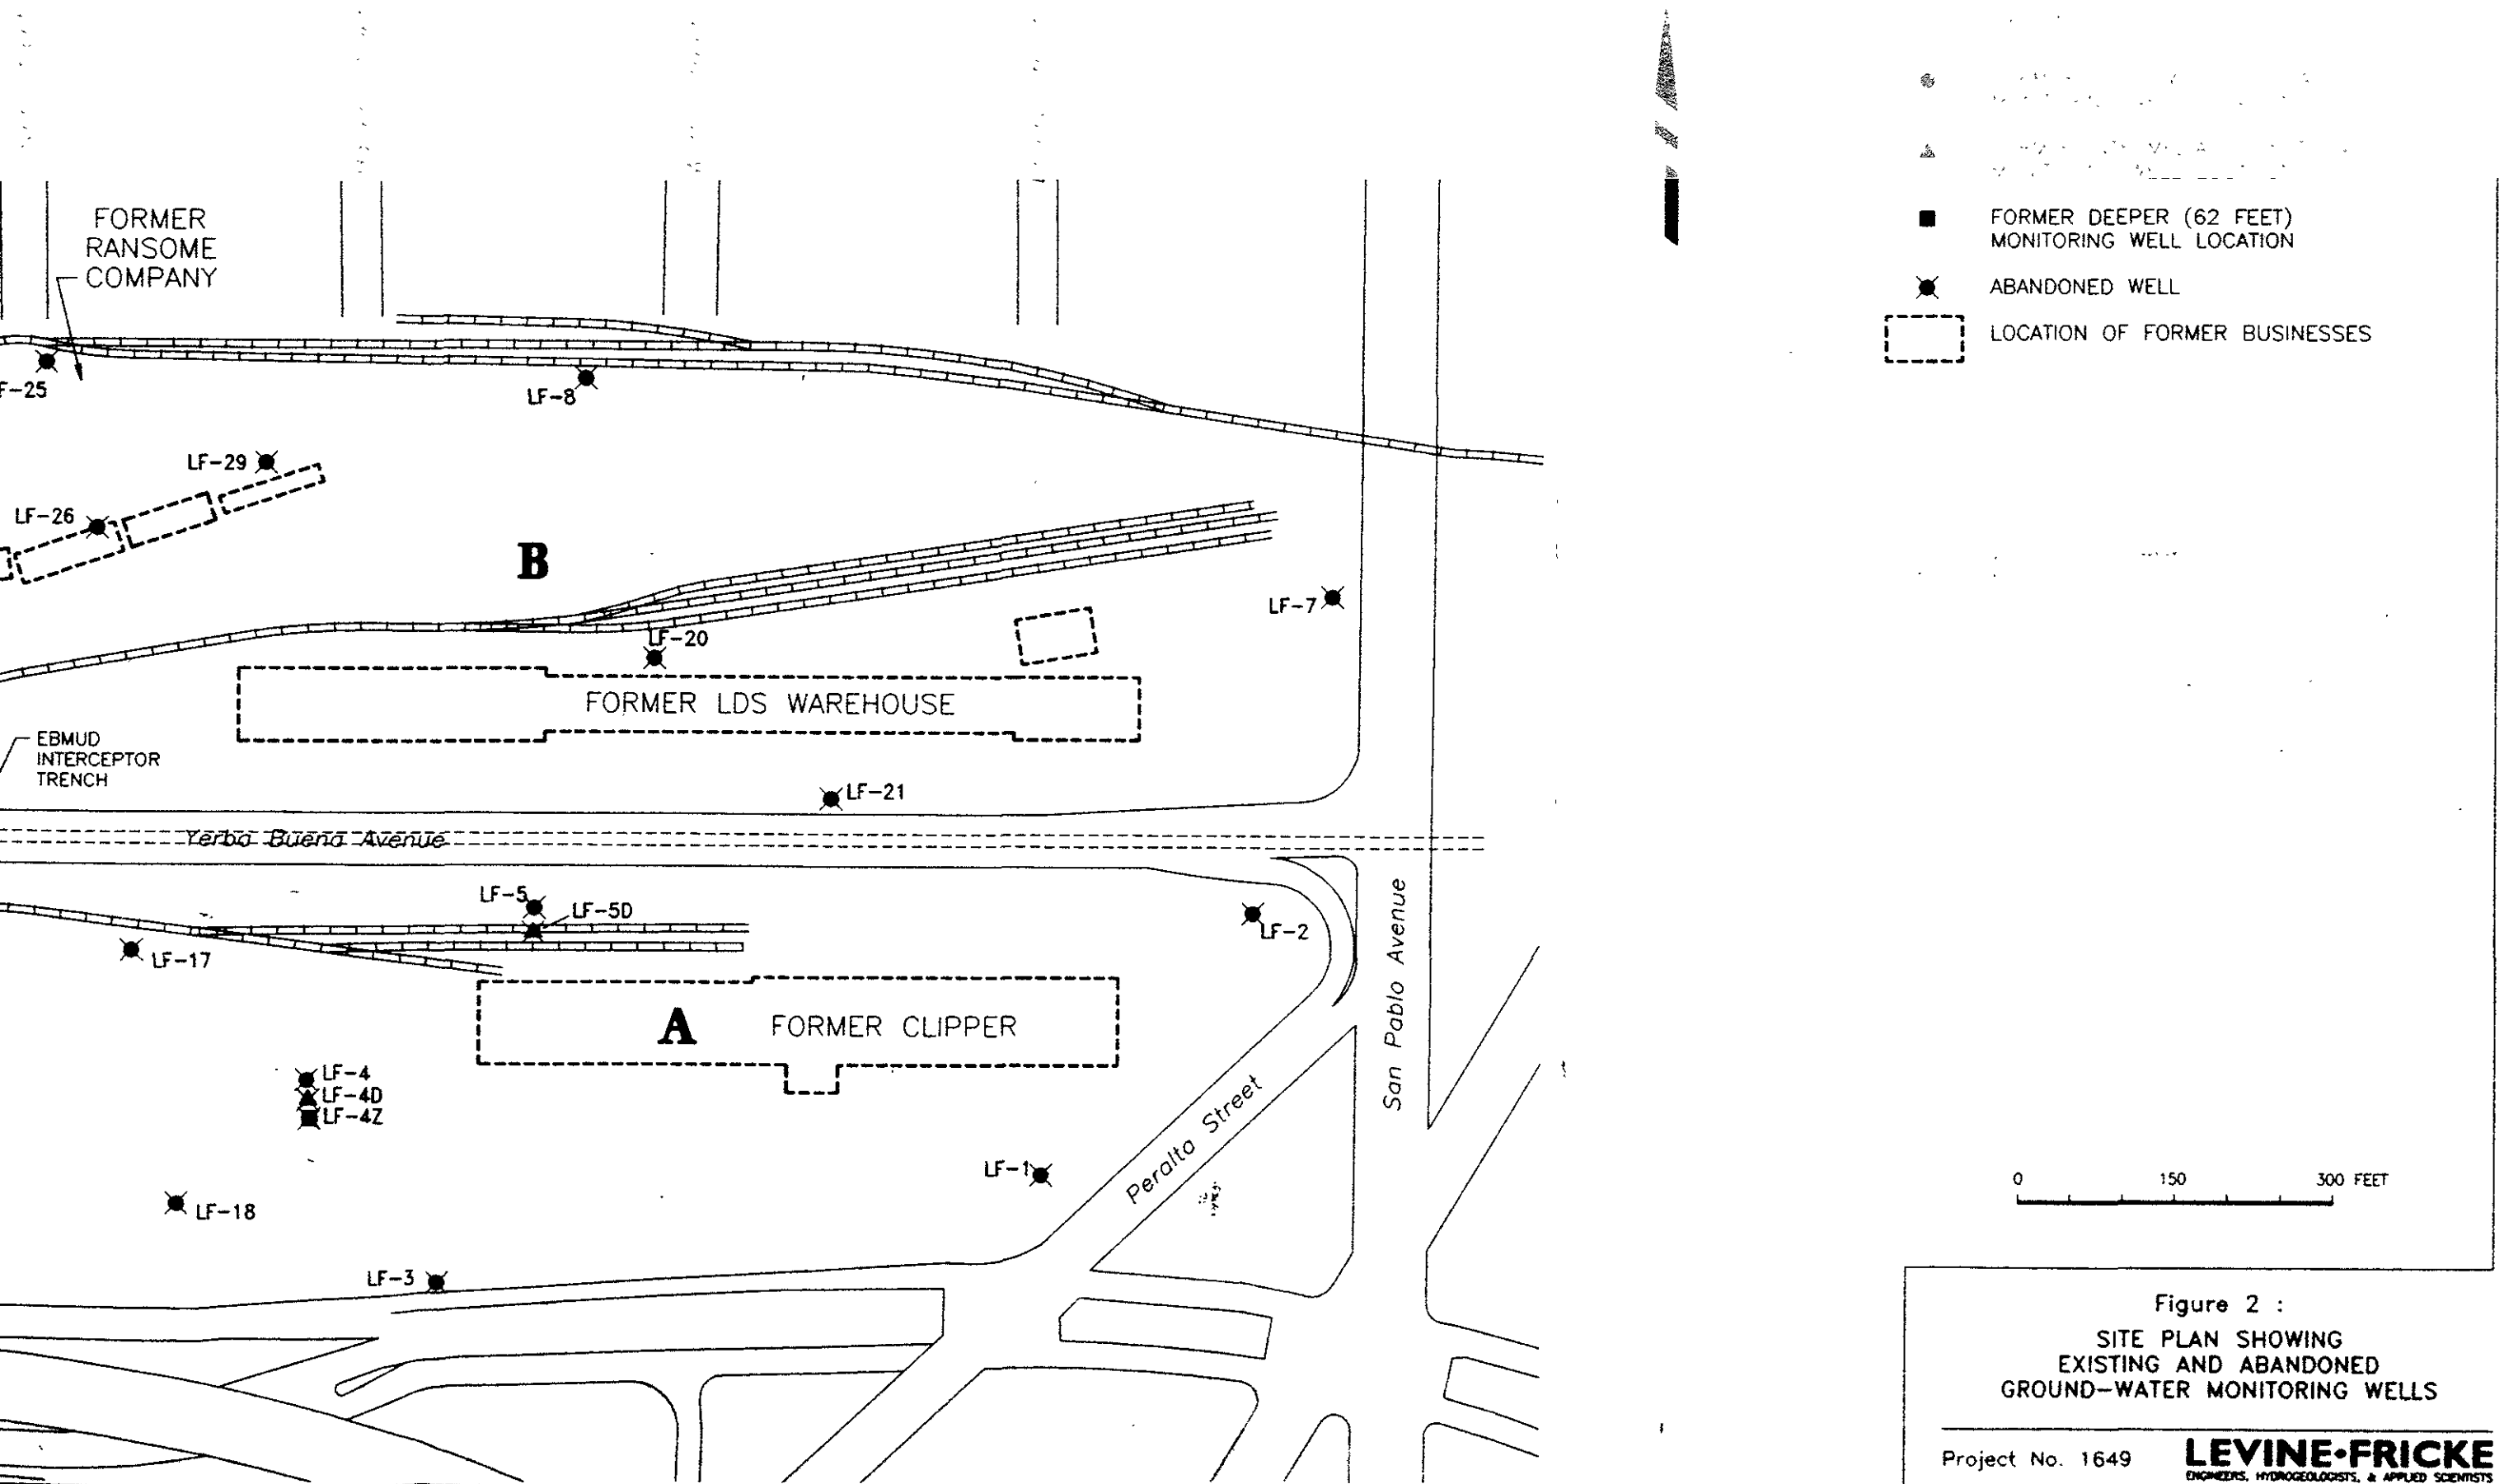 FORMER
RANSOME
COMPANY
FORMER DEEPER (62 FEET)
MONITORING WELL LOCATION
ABANDONED WELL
LOCATION OF FORMER BUSINESSES
F-25
LF-8
LF-29
LF-26
B
LF-7
LF-20
FORMER LDS WAREHOUSE
EBMUD
INTERCEPTOR
TRENCH
LF-21
Yerba Buena Avenue
LF-5
LF-5D
LF-2
LF-17
San Pablo Avenue
A
FORMER CLIPPER
LF-4
LF-4D
LF-4Z
Peralta Street
LF-1
LF-18
LF-3
0 150 300 FEET
Figure 2 :
SITE PLAN SHOWING
EXISTING AND ABANDONED
GROUND-WATER MONITORING WELLS
Project No. 1649
LEVINE•FRICKE
ENGINEERS, HYDROGEOLOGISTS, & APPLIED SCIENTISTS